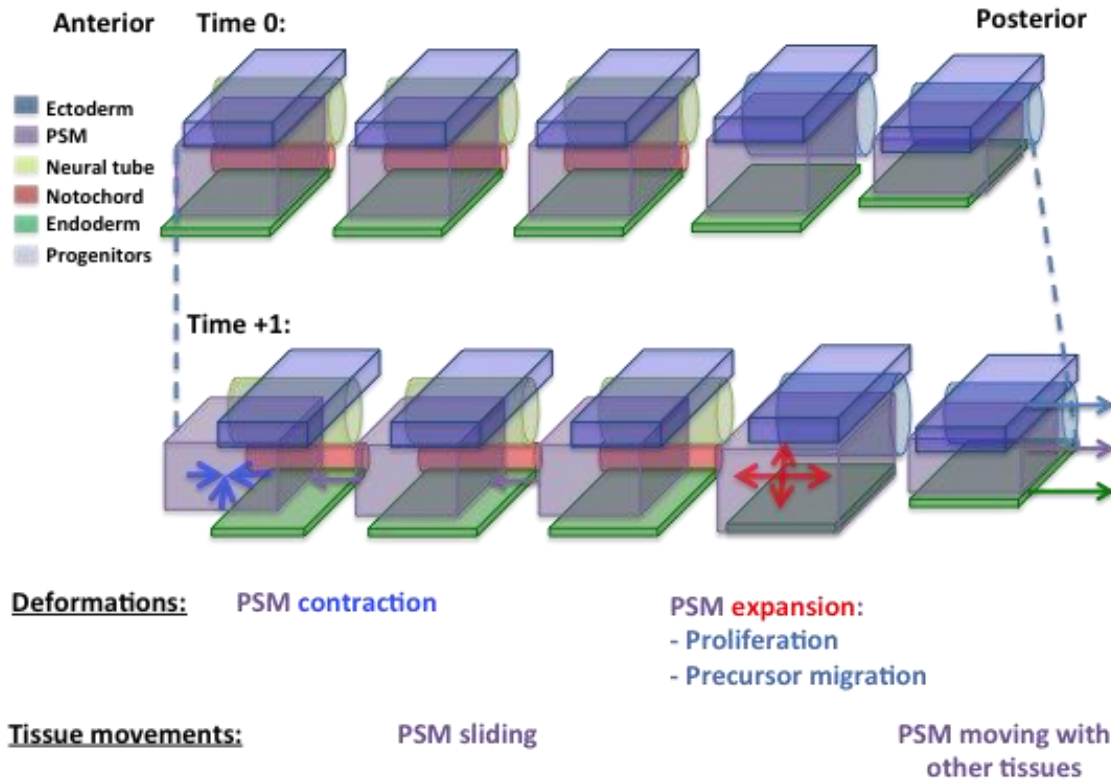 Anterior
Time 0:
Posterior
Ectoderm
PSM
Neural tube
Notochord
Endoderm
Progenitors
Time +1:
Deformations:
PSM contraction
PSM expansion:
- Proliferation
- Precursor migration
Tissue movements:
PSM sliding
PSM moving with
other tissues